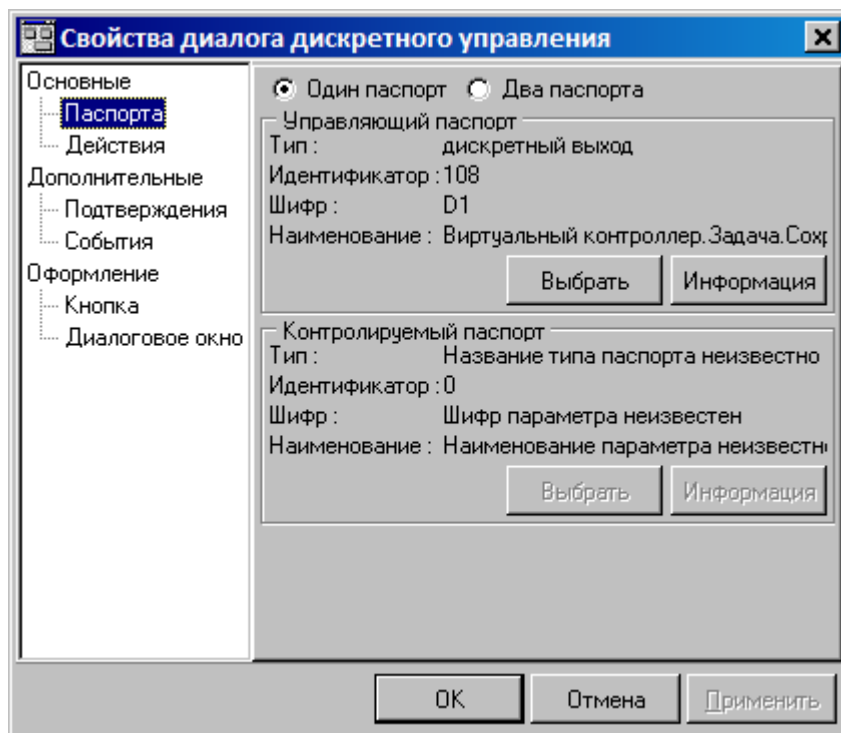 Свойства диалога дискретного управления
Основные
Паспорта
Действия
Дополнительные
Подтверждения
События
Оформление
Кнопка
Диалоговое окно
Один паспорт Два паспорта
Управляющий паспорт
Тип : дискретный выход
Идентификатор : 108
Шифр : D1
Наименование : Виртуальный контроллер.Задача.Сохр
Выбрать Информация
Контролируемый паспорт
Тип : Название типа паспорта неизвестно
Идентификатор : 0
Шифр : Шифр параметра неизвестен
Наименование : Наименование параметра неизвестн
Выбрать Информация
OK Отмена Применить